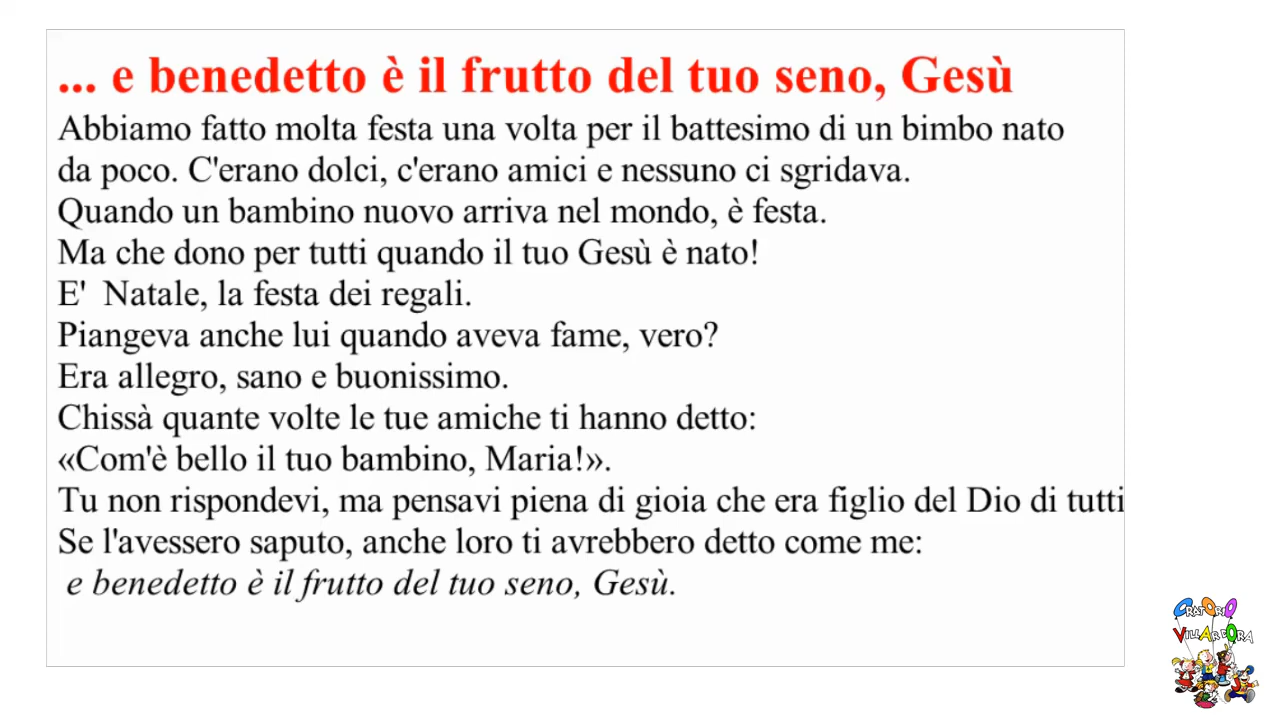 ... e benedetto è il frutto del tuo seno, Gesù
Abbiamo fatto molta festa una volta per il battesimo di un bimbo nato
da poco. C'erano dolci, c'erano amici e nessuno ci sgridava.
Quando un bambino nuovo arriva nel mondo, è festa.
Ma che dono per tutti quando il tuo Gesù è nato!
E' Natale, la festa dei regali.
Piangeva anche lui quando aveva fame, vero?
Era allegro, sano e buonissimo.
Chissà quante volte le tue amiche ti hanno detto:
«Com'è bello il tuo bambino, Maria!».
Tu non rispondevi, ma pensavi piena di gioia che era figlio del Dio di tutti
Se l'avessero saputo, anche loro ti avrebbero detto come me:
e benedetto è il frutto del tuo seno, Gesù.
ORATORIO
VILLARDORA